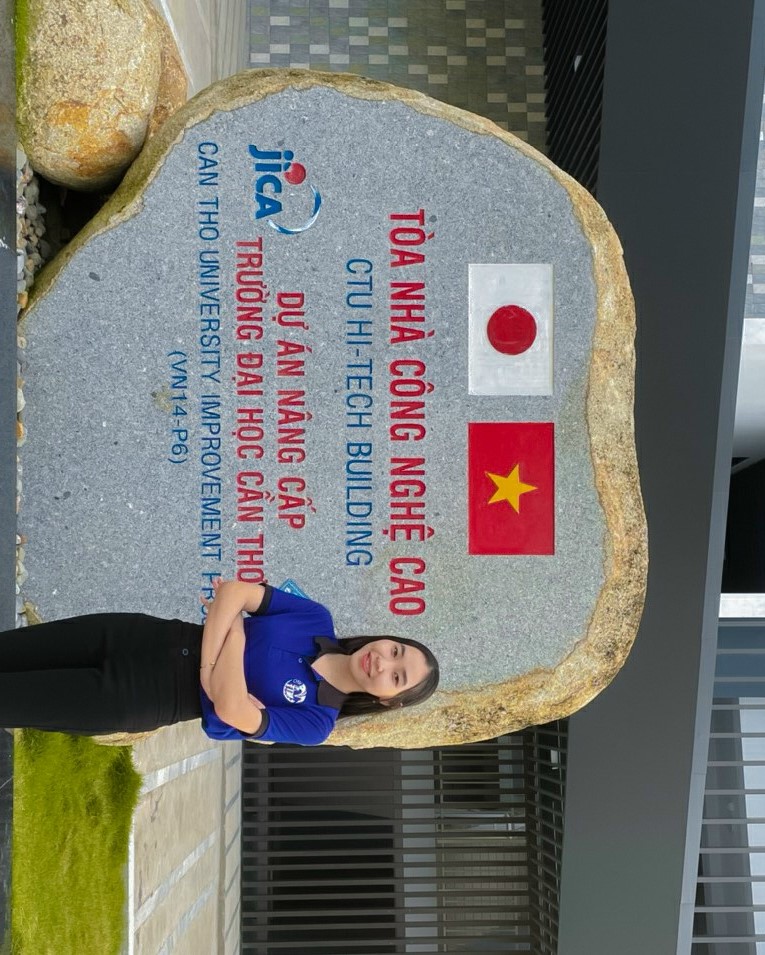 TÒA NHÀ CÔNG NGHỆ CAO
CTU HI-TECH BUILDING
jica
DỰ ÁN NÂNG CẤP
TRƯỜNG ĐẠI HỌC CẦN THƠ
CAN THO UNIVERSITY IMPROVEMENT
(VN14-P6)